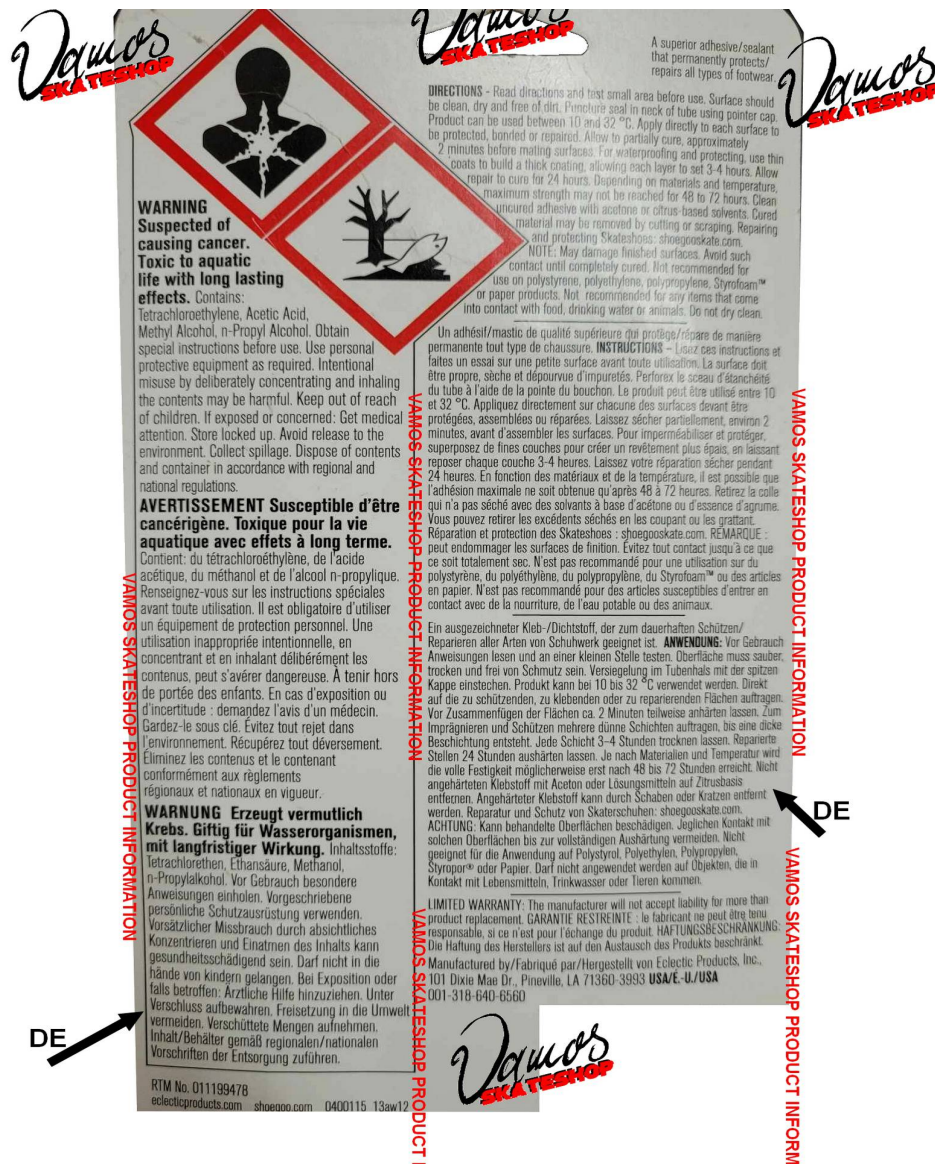 Vamos
SKATESHOP
Vamos
SKATESHOP
Vamos
SKATESHOP
A superior adhesive/sealant
that permanently protects/
repairs all types of footwear.
DIRECTIONS – Read directions and test small area before use. Surface should
be clean, dry and free of dirt. Puncture seal in neck of tube using pointer cap.
Product can be used between 10 and 32 °C. Apply directly to each surface to
be protected, bonded or repaired. Allow to partially cure, approximately
2 minutes before mating surfaces. For waterproofing and protecting, use thin
coats to build a thick coating, allowing each layer to set 3-4 hours. Allow
repair to cure for 24 hours. Depending on materials and temperature,
maximum strength may not be reached for 48 to 72 hours. Clean
uncured adhesive with acetone or citrus-based solvents. Cured
material may be removed by cutting or scraping. Repairing
and protecting Skateshoes: shoegooskate.com.
NOTE: May damage finished surfaces. Avoid such
contact until completely cured. Not recommended for
use on polystyrene, polyethylene, polypropylene, Styrofoam™
or paper products. Not recommended for any items that come
into contact with food, drinking water or animals. Do not dry clean.
WARNING
Suspected of
causing cancer.
Toxic to aquatic
life with long lasting
effects. Contains:
Tetrachloroethylene, Acetic Acid,
Methyl Alcohol, n-Propyl Alcohol. Obtain
special instructions before use. Use personal
protective equipment as required. Intentional
misuse by deliberately concentrating and inhaling
the contents may be harmful. Keep out of reach
of children. If exposed or concerned: Get medical
attention. Store locked up. Avoid release to the
environment. Collect spillage. Dispose of contents
and container in accordance with regional and
national regulations.
AVERTISSEMENT Susceptible d'être
cancérigène. Toxique pour la vie
aquatique avec effets à long terme.
Contient: du tétrachloroéthylène, de l'acide
acétique, du méthanol et de l'alcool n-propylique.
Renseignez-vous sur les instructions spéciales
avant toute utilisation. Il est obligatoire d'utiliser
un équipement de protection personnel. Une
utilisation inappropriée intentionnelle, en
concentrant et en inhalant délibérément les
contenus, peut s'avérer dangereuse. À tenir hors
de portée des enfants. En cas d'exposition ou
d'incertitude : demandez l'avis d'un médecin.
Gardez-le sous clé. Évitez tout rejet dans
l'environnement. Récupérez tout déversement.
Éliminez les contenus et le contenant
conformément aux règlements
régionaux et nationaux en vigueur.
WARNUNG Erzeugt vermutlich
Krebs. Giftig für Wasserorganismen,
mit langfristiger Wirkung. Inhaltsstoffe:
Tetrachlorethen, Ethansäure, Methanol,
n-Propylalkohol. Vor Gebrauch besondere
Anweisungen einholen. Vorgeschriebene
persönliche Schutzausrüstung verwenden.
Vorsätzlicher Missbrauch durch absichtliches
Konzentrieren und Einatmen des Inhalts kann
gesundheitsschädigend sein. Darf nicht in die
hände von kindern gelangen. Bei Exposition oder
falls betroffen: Ärztliche Hilfe hinzuziehen. Unter
Verschluss aufbewahren. Freisetzung in die Umwelt
vermeiden. Verschüttete Mengen aufnehmen.
Inhalt/Behälter gemäß regionalen/nationalen
Vorschriften der Entsorgung zuführen.
RTM No. 011199478
eclecticproducts.com shoegoo.com 0400115 13aw12
Un adhésif/mastic de qualité supérieure qui protège/répare de manière
permanente tout type de chaussure. INSTRUCTIONS – Lisez ces instructions et
faites un essai sur une petite surface avant toute utilisation. La surface doit
être propre, sèche et dépourvue d'impuretés. Perforex le sceau d'étanchéité
du tube à l'aide de la pointe du bouchon. Le produit peut être utilisé entre 10
et 32 °C. Appliquez directement sur chacune des surfaces devant être
protégées, assemblées ou réparées. Laissez sécher partiellement, environ 2
minutes, avant d'assembler les surfaces. Pour imperméabiliser et protéger,
superposez de fines couches pour créer un revêtement plus épais, en laissant
reposer chaque couche 3-4 heures. Laissez votre réparation sécher pendant
24 heures. En fonction des matériaux et de la température, il est possible que
l'adhésion maximale ne soit obtenue qu'après 48 à 72 heures. Retirez la colle
qui n'a pas séché avec des solvants à base d'acétone ou d'essence d'agrume.
Vous pouvez retirer les excédents séchés en les coupant ou les grattant.
Réparation et protection des Skateshoes : shoegooskate.com. REMARQUE :
peut endommager les surfaces de finition. Évitez tout contact jusqu'à ce que
ce soit totalement sec. N'est pas recommandé pour une utilisation sur du
polystyrène, du polyéthylène, du polypropylène, du Styrofoam™ ou des articles
en papier. N'est pas recommandé pour des articles susceptibles d'entrer en
contact avec de la nourriture, de l'eau potable ou des animaux.
Ein ausgezeichneter Kleb-/Dichtstoff, der zum dauerhaften Schützen/
Reparieren aller Arten von Schuhwerk geeignet ist. ANWENDUNG: Vor Gebrauch
Anweisungen lesen und an einer kleinen Stelle testen. Oberfläche muss sauber,
trocken und frei von Schmutz sein. Versiegelung im Tubenhals mit der spitzen
Kappe einstechen. Produkt kann bei 10 bis 32 °C verwendet werden. Direkt
auf die zu schützenden, zu klebenden oder zu reparierenden Flächen auftragen.
Vor Zusammenfügen der Flächen ca. 2 Minuten teilweise anhärten lassen. Zum
Imprägnieren und Schützen mehrere dünne Schichten auftragen, bis eine dicke
Beschichtung entsteht. Jede Schicht 3–4 Stunden trocknen lassen. Reparierte
Stellen 24 Stunden aushärten lassen. Je nach Materialien und Temperatur wird
die volle Festigkeit möglicherweise erst nach 48 bis 72 Stunden erreicht. Nicht
angehärteten Klebstoff mit Aceton oder Lösungsmitteln auf Zitrusbasis
entfernen. Angehärteter Klebstoff kann durch Schaben oder Kratzen entfernt
werden. Reparatur und Schutz von Skaterschuhen: shoegooskate.com.
ACHTUNG: Kann behandelte Oberflächen beschädigen. Jeglichen Kontakt mit
solchen Oberflächen bis zur vollständigen Aushärtung vermeiden. Nicht
geeignet für die Anwendung auf Polystyrol, Polyethylen, Polypropylen,
Styropor® oder Papier. Darf nicht angewendet werden auf Objekten, die in
Kontakt mit Lebensmitteln, Trinkwasser oder Tieren kommen.
LIMITED WARRANTY: The manufacturer will not accept liability for more than
product replacement. GARANTIE RESTREINTE : le fabricant ne peut être tenu
responsable, si ce n'est pour l'échange du produit. HAFTUNGSBESCHRÄNKUNG:
Die Haftung des Herstellers ist auf den Austausch des Produkts beschränkt.
Manufactured by/Fabriqué par/Hergestellt von Eclectic Products, Inc.,
101 Dixie Mae Dr., Pineville, LA 71360-3993 USA/É.-U./USA
001-318-640-6560
DE
DE
VAMOS SKATESHOP PRODUCT INFORMATION
VAMOS SKATESHOP PRODUCT INFORMATION
VAMOS SKATESHOP PRODUCT INFORMATION
VAMOS SKATESHOP PRODUCT I
VAMOS SKATESHOP PRODUCT INFORM
Vamos
SKATESHOP